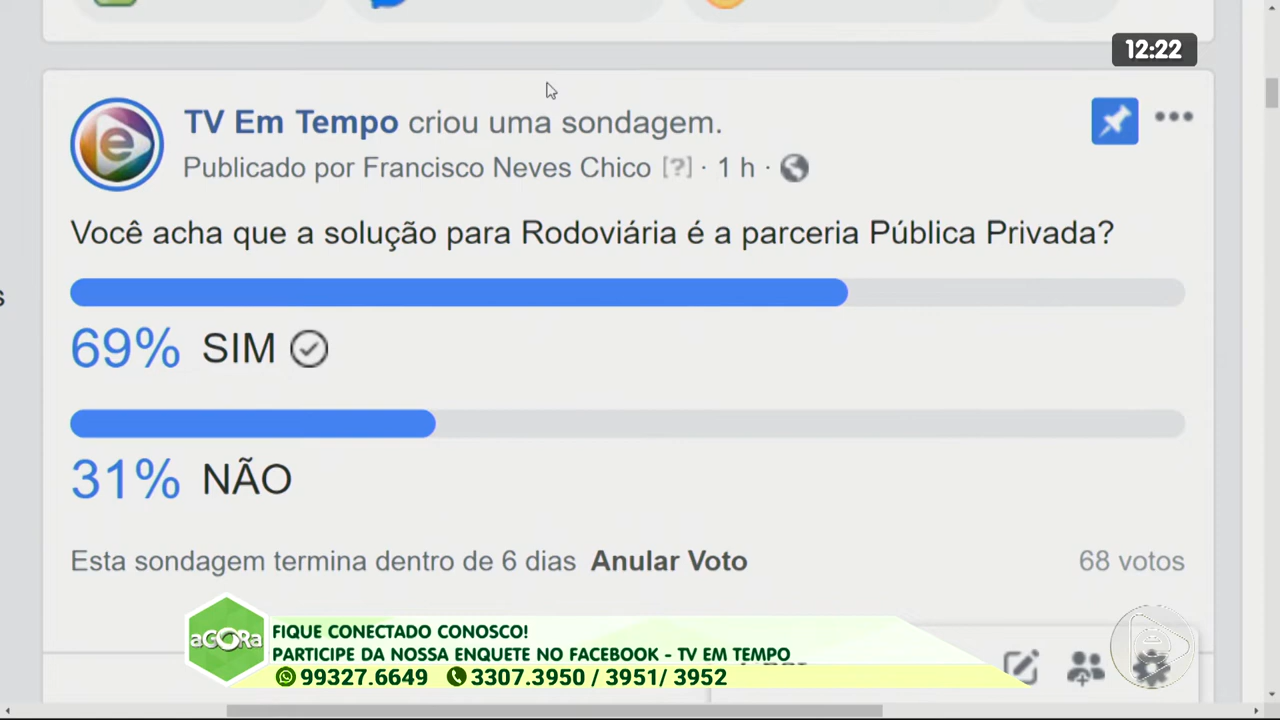 12:22
TV Em Tempo criou uma sondagem.
Publicado por Francisco Neves Chico [?] · 1 h ·
Você acha que a solução para Rodoviária é a parceria Pública Privada?
69% SIM
31% NÃO
Esta sondagem termina dentro de 6 dias Anular Voto
68 votos
aGORa
FIQUE CONECTADO CONOSCO!
PARTICIPE DA NOSSA ENQUETE NO FACEBOOK - TV EM TEMPO
99327.6649 3307.3950 / 3951/ 3952